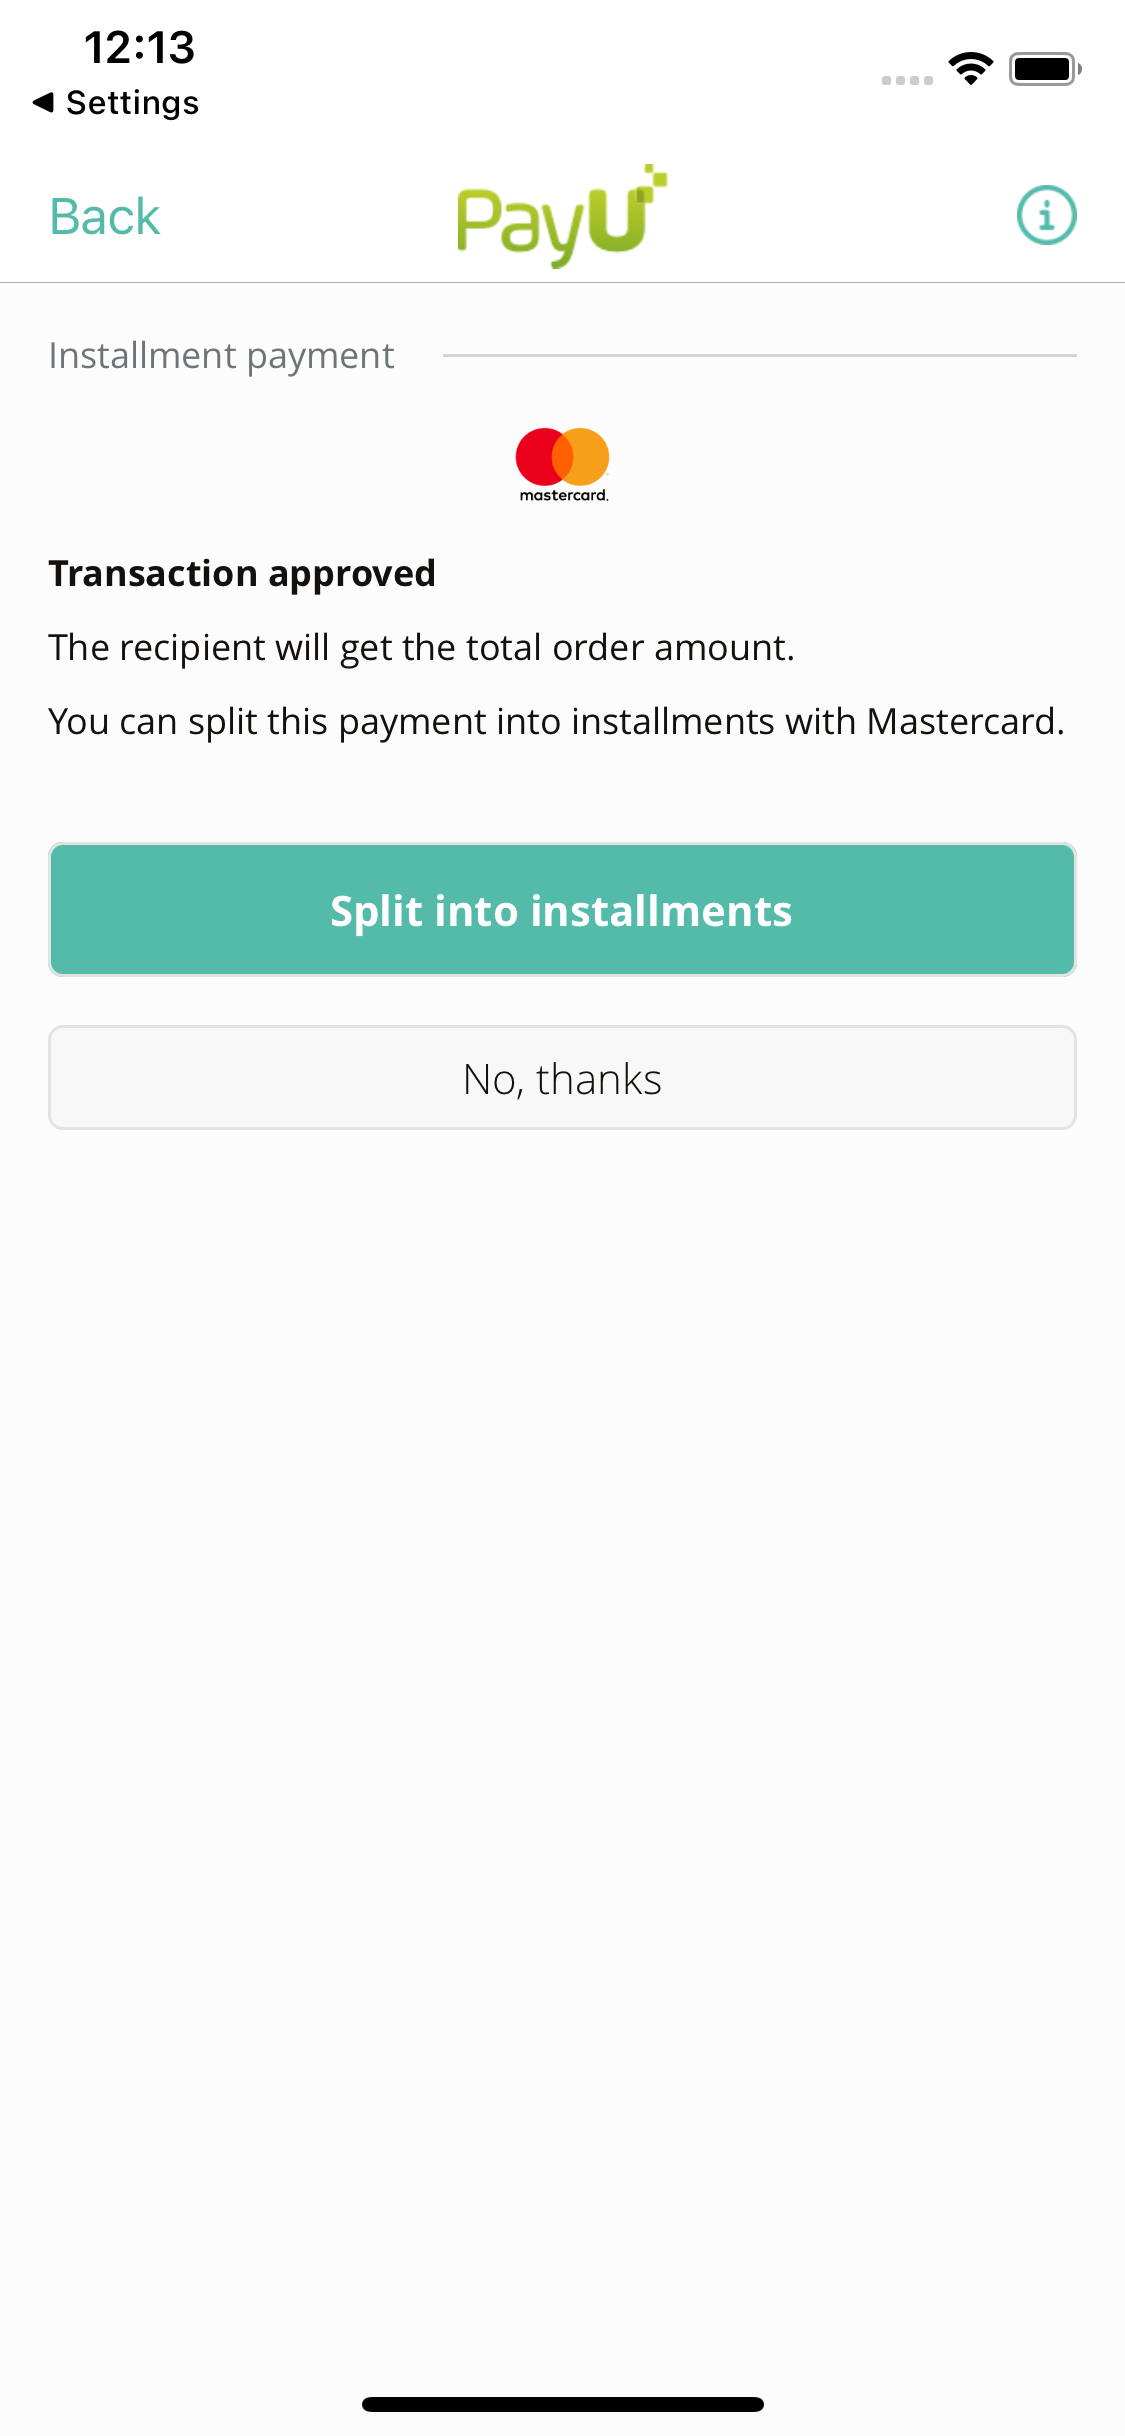 12:13
Settings
Back
PayU
Installment payment
mastercard.
Transaction approved
The recipient will get the total order amount.
You can split this payment into installments with Mastercard.
Split into installments
No, thanks